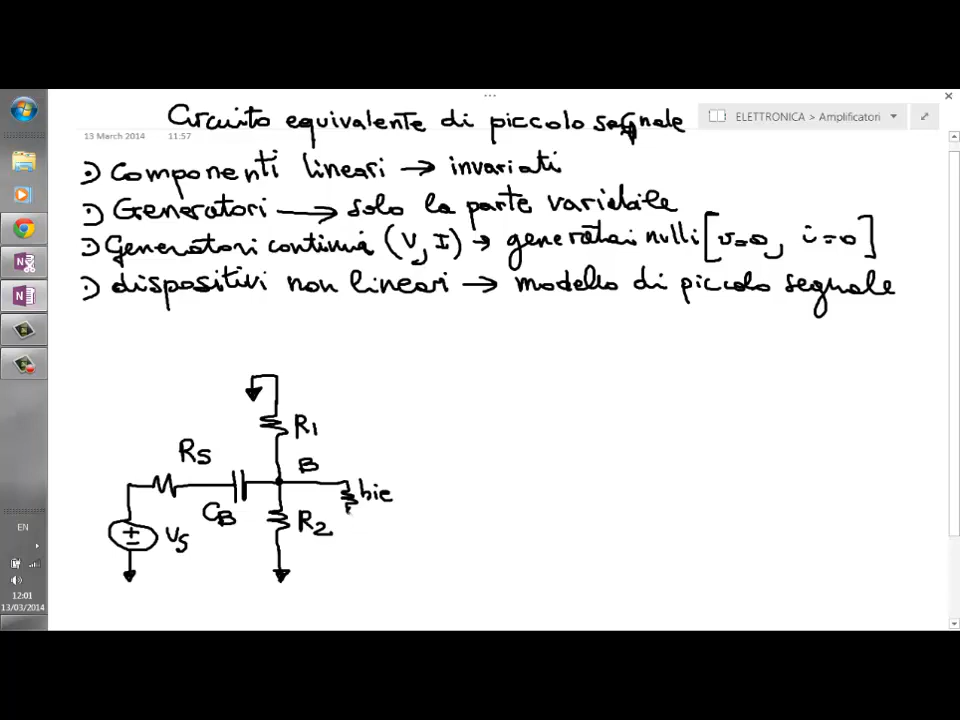 ELETTRONICA > Amplificatori
Circuito equivalente di piccolo segnale
13 March 2014 11:57
Componenti lineari → invariati
Generatori → solo la parte variabile
Generatori continui (V, I) → generatori nulli [v=0, i=0]
dispositivi non lineari → modello di piccolo segnale
R1
RS
B
hie
CB
R2
+
−
VS
EN
12:01
13/03/2014